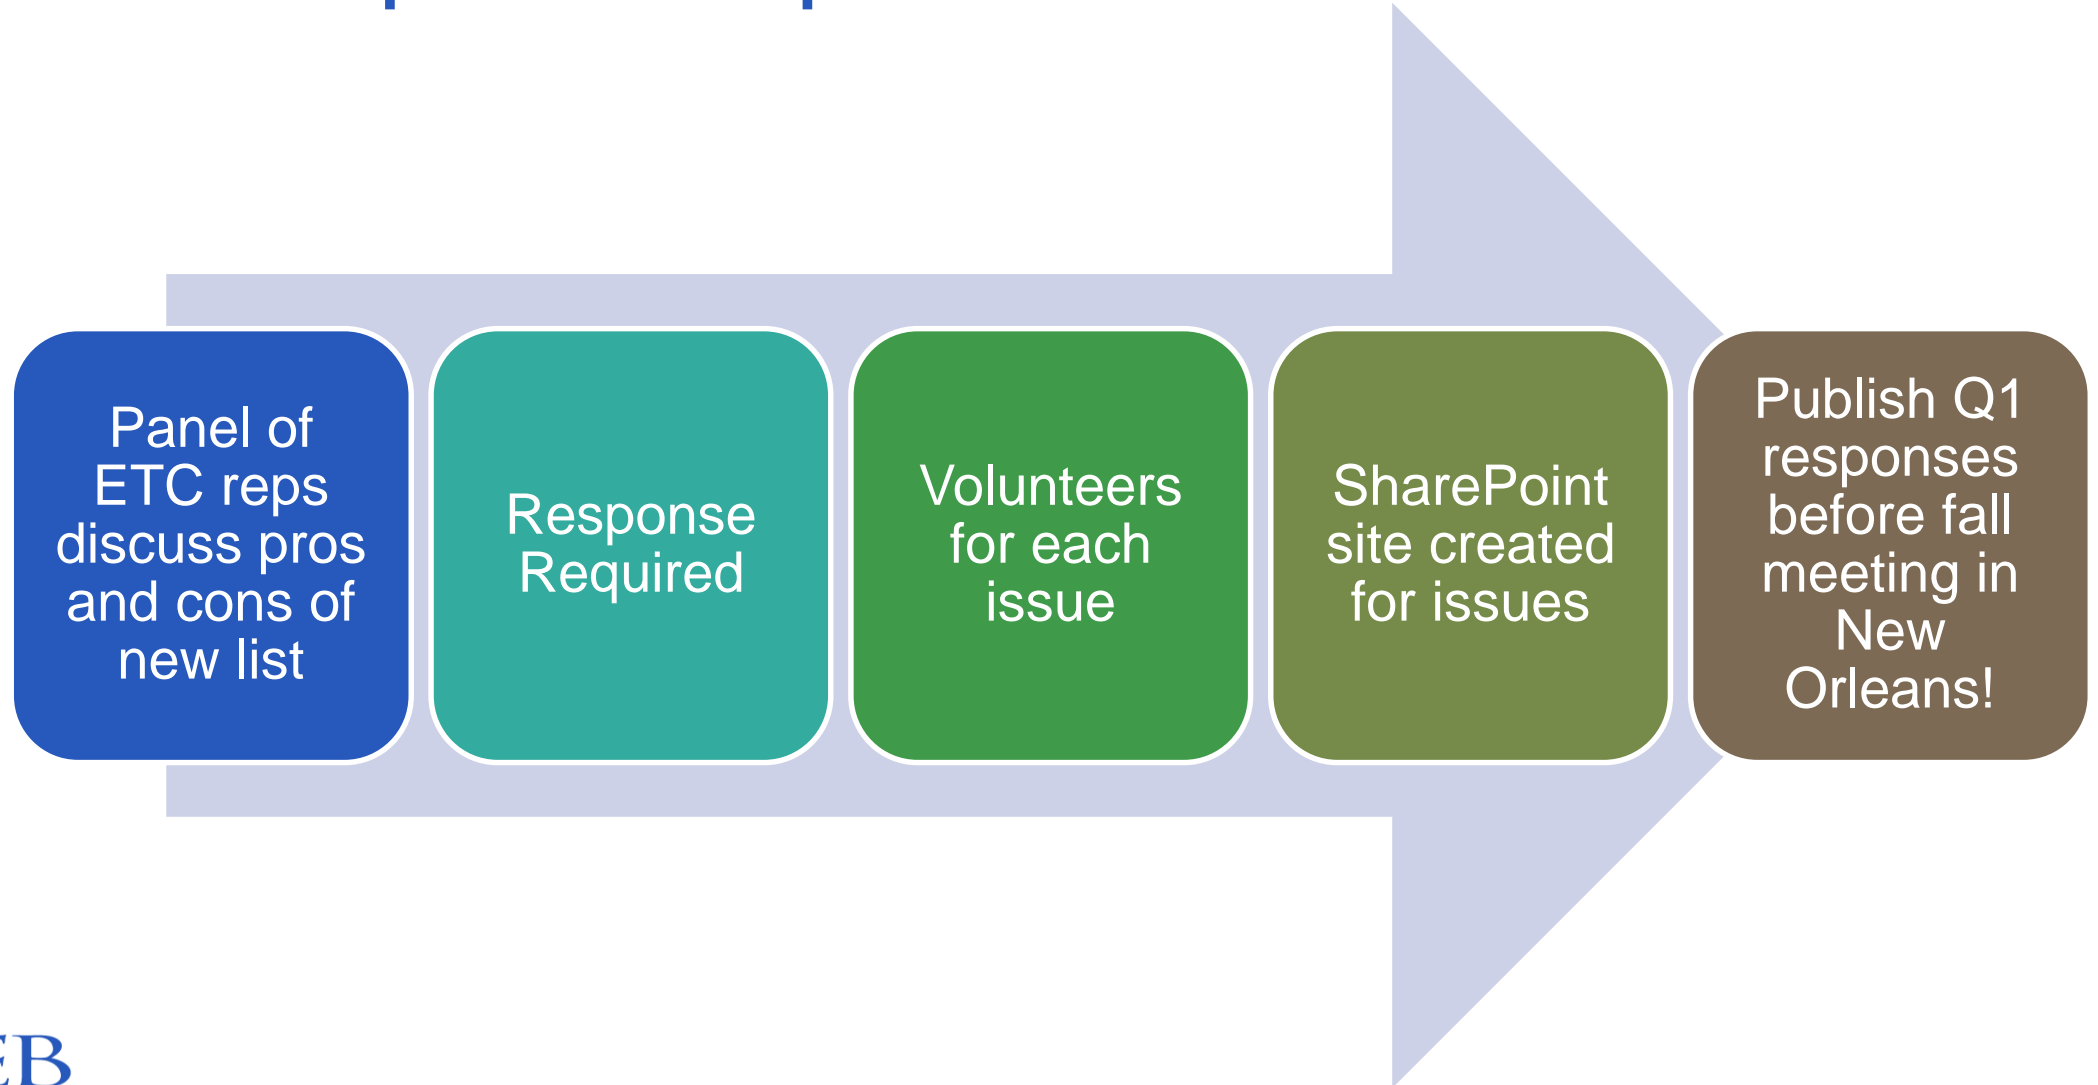 Panel of
ETC reps
discuss pros
and cons of
new list
Response
Required
Volunteers
for each
issue
SharePoint
site created
for issues
Publish Q1
responses
before fall
meeting in
New
Orleans!
EB